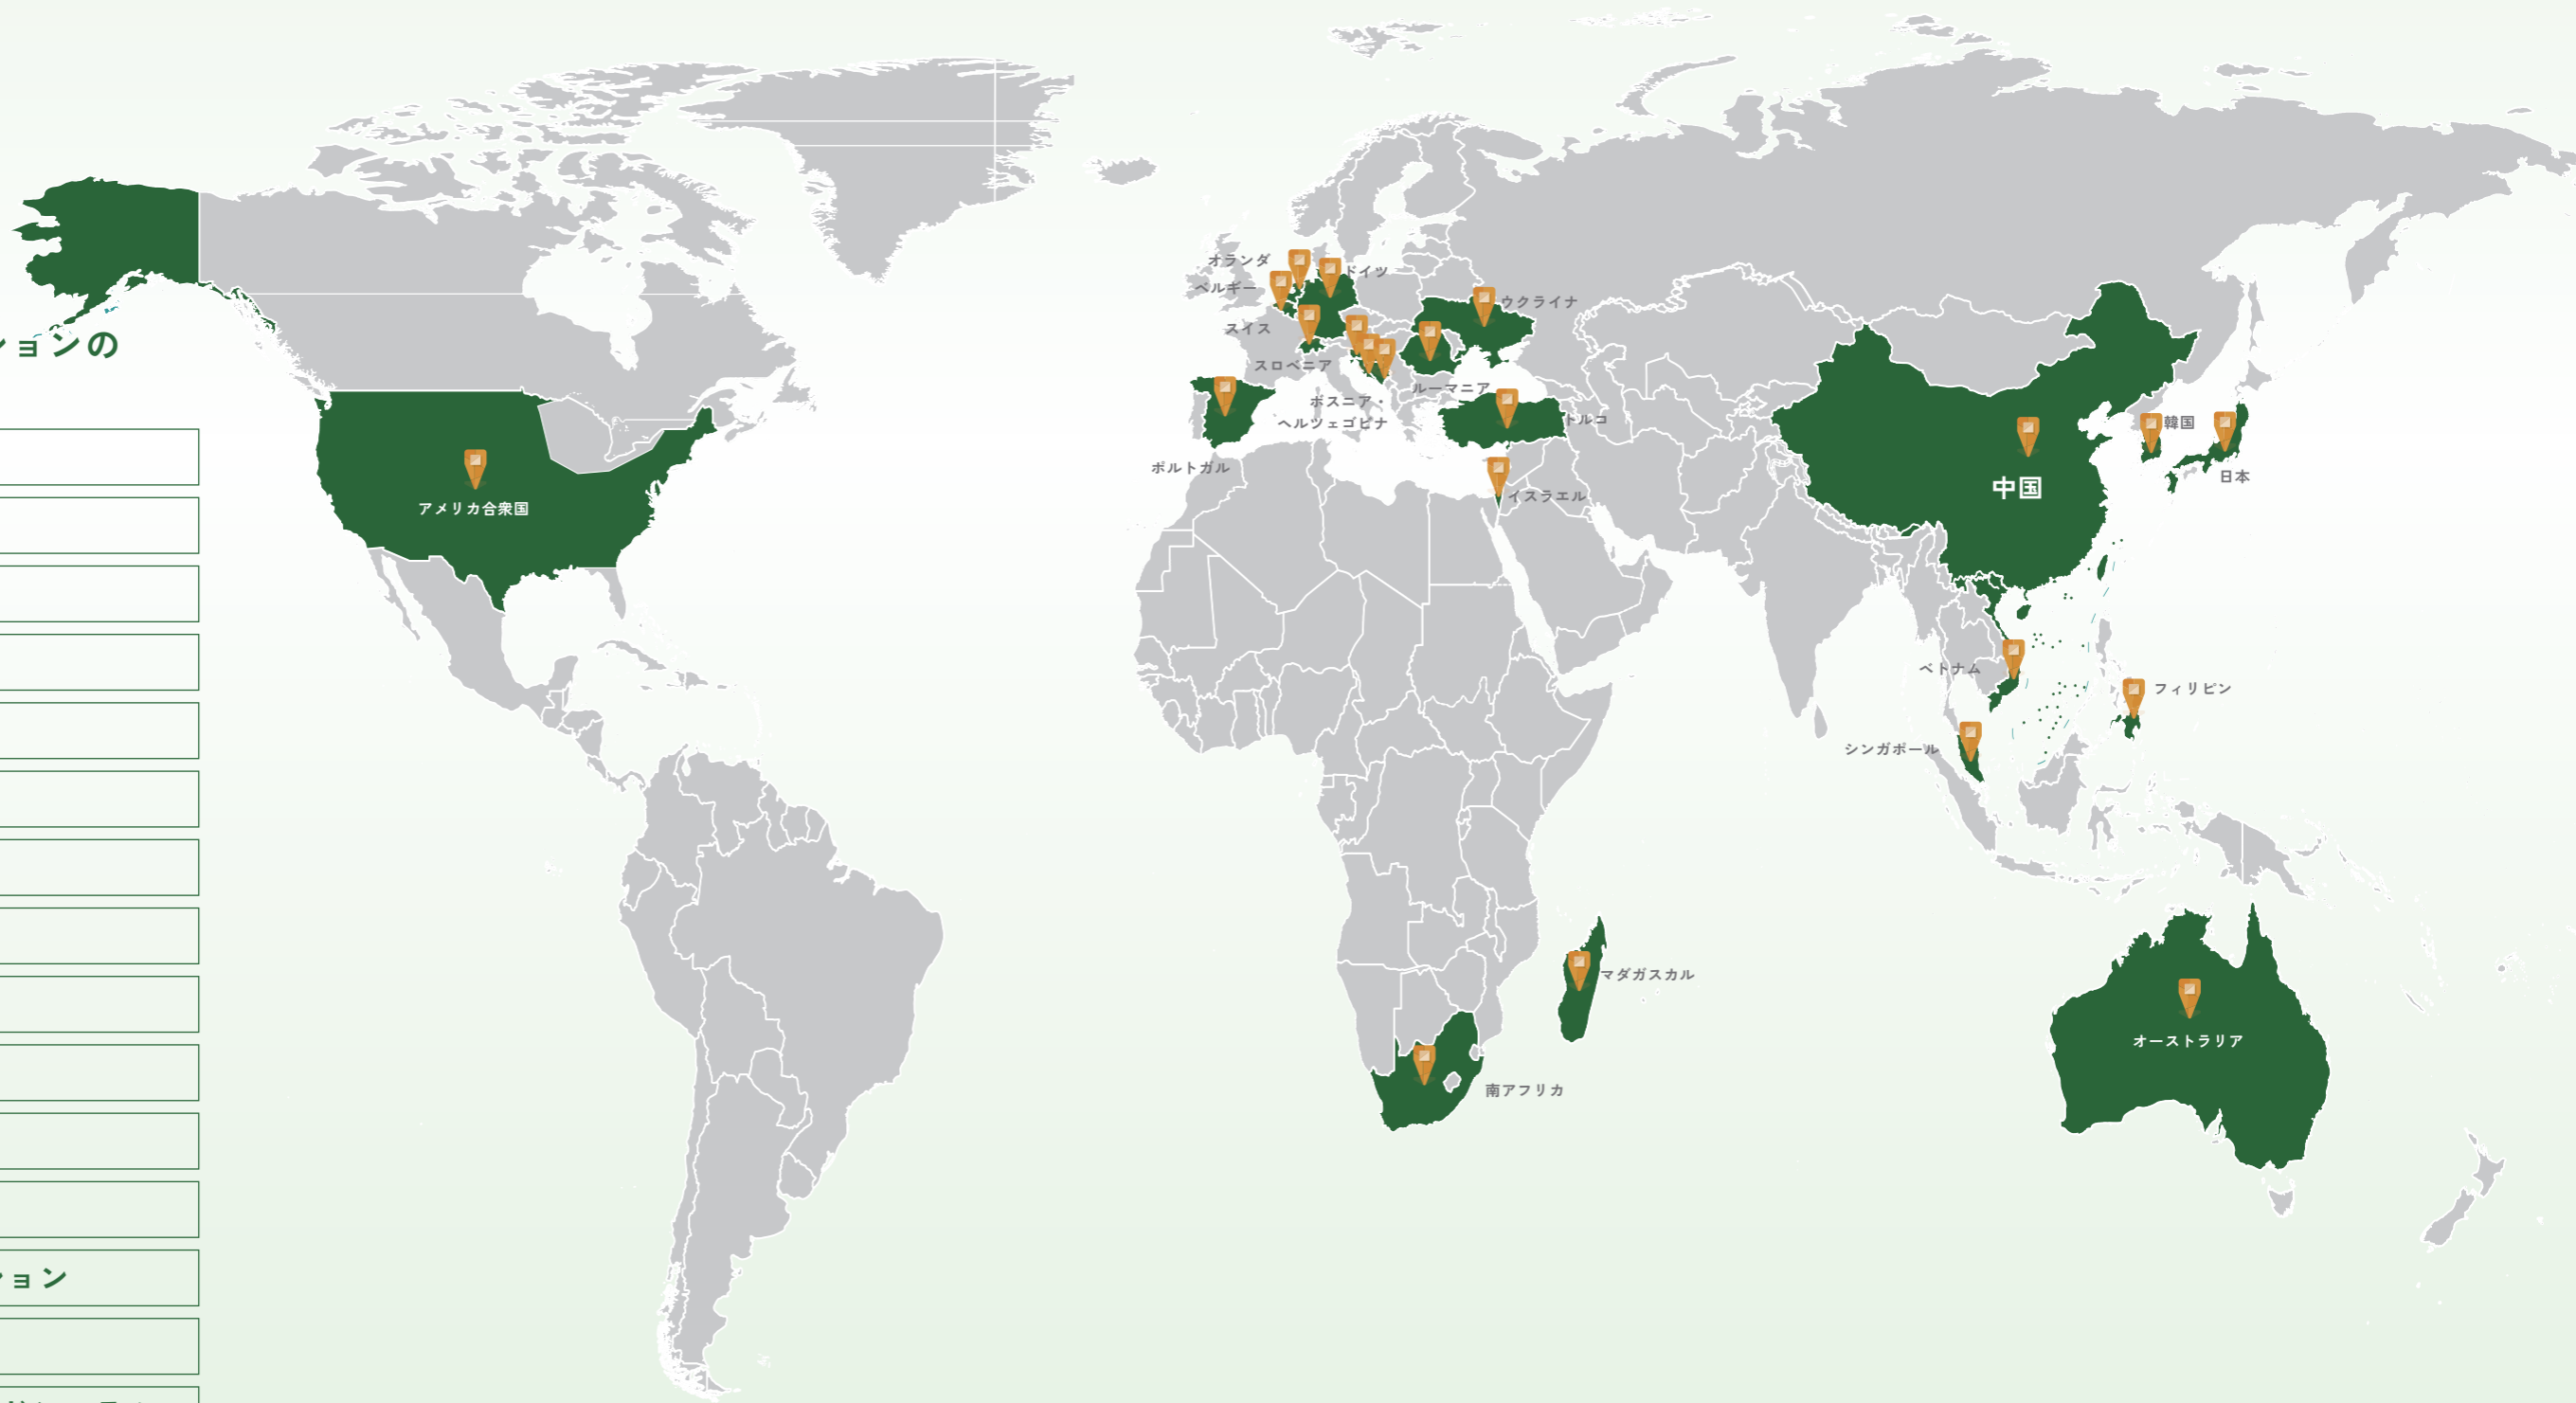 ョンの
ョン
アメリカ合衆国
オランダ
ドイツ
ベルギー
ウクライナ
スイス
スロベニア
ルーマニア
ボスニア・
ヘルツェゴビナ
トルコ
ポルトガル
イスラエル
中国
韓国
日本
ベトナム
フィリピン
シンガポール
マダガスカル
南アフリカ
オーストラリア